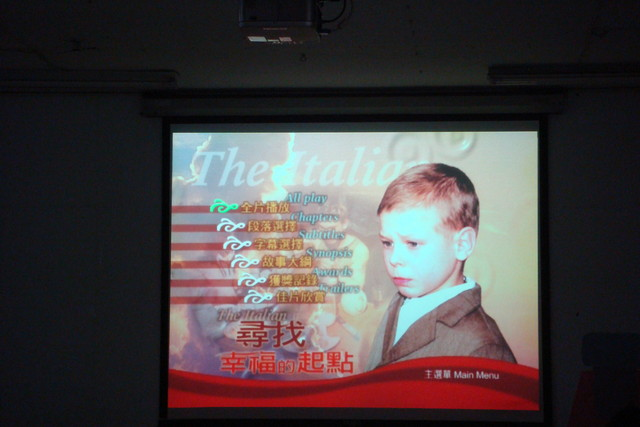 The Italian
All play
全片播放
Chapters
段落選擇
Subtitles
字幕選擇
Synopsis
故事大綱
Awards
獲獎記錄
Trailers
佳片欣賞
The Italian
尋找
幸福的起點
主選單 Main Menu